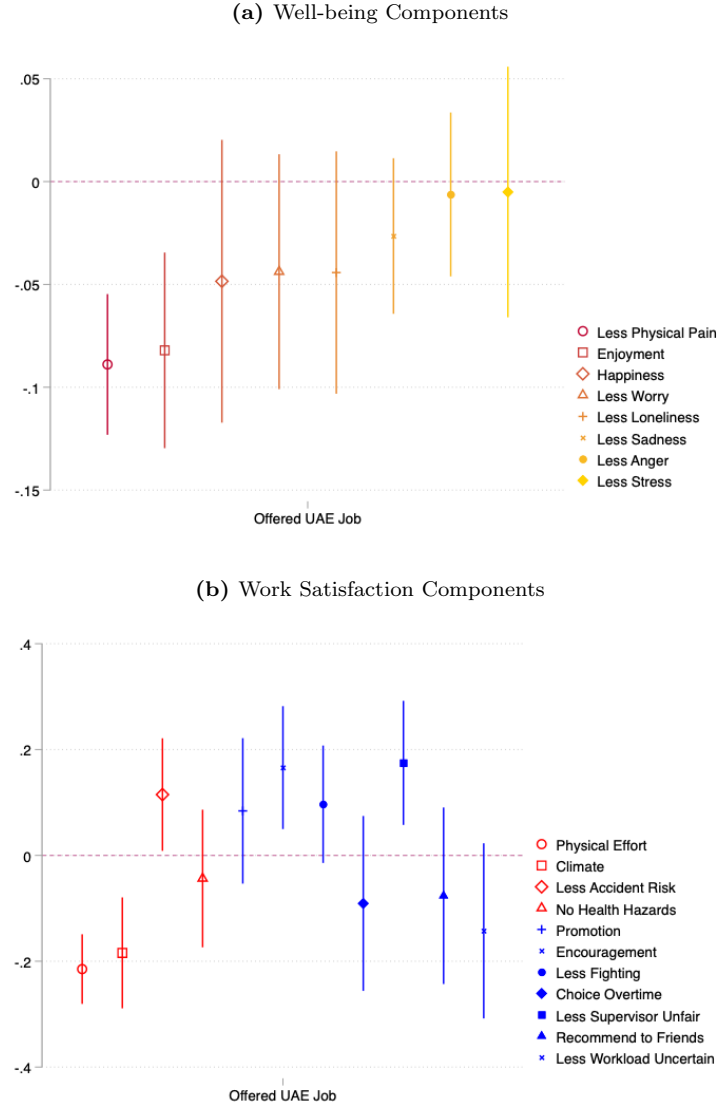 (a) Well-being Components
.05
0
-.05
-.1
-.15
Offered UAE Job
Less Physical Pain
Enjoyment
Happiness
Less Worry
Less Loneliness
Less Sadness
Less Anger
Less Stress
(b) Work Satisfaction Components
.4
.2
0
-.2
-.4
Offered UAE Job
Physical Effort
Climate
Less Accident Risk
No Health Hazards
Promotion
Encouragement
Less Fighting
Choice Overtime
Less Supervisor Unfair
Recommend to Friends
Less Workload Uncertain